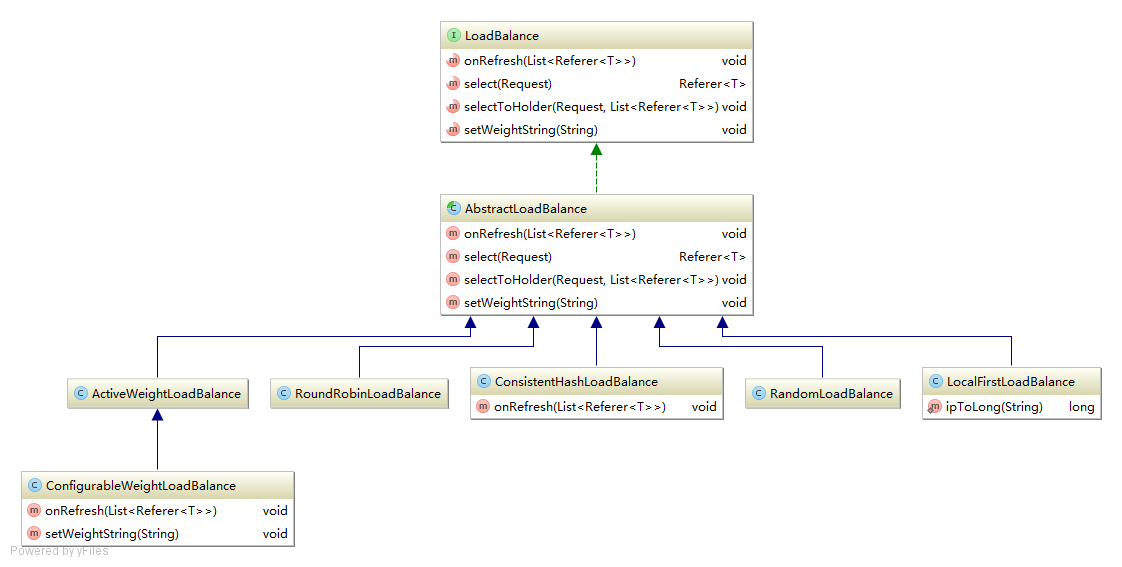 LoadBalance
onRefresh(List<Referer<T>>) void
select(Request) Referer<T>
selectToHolder(Request, List<Referer<T>>) void
setWeightString(String) void
AbstractLoadBalance
onRefresh(List<Referer<T>>) void
select(Request) Referer<T>
selectToHolder(Request, List<Referer<T>>) void
setWeightString(String) void
ActiveWeightLoadBalance
RoundRobinLoadBalance
ConsistentHashLoadBalance
onRefresh(List<Referer<T>>) void
RandomLoadBalance
LocalFirstLoadBalance
ipToLong(String) long
ConfigurableWeightLoadBalance
onRefresh(List<Referer<T>>) void
setWeightString(String) void
Powered by yFiles